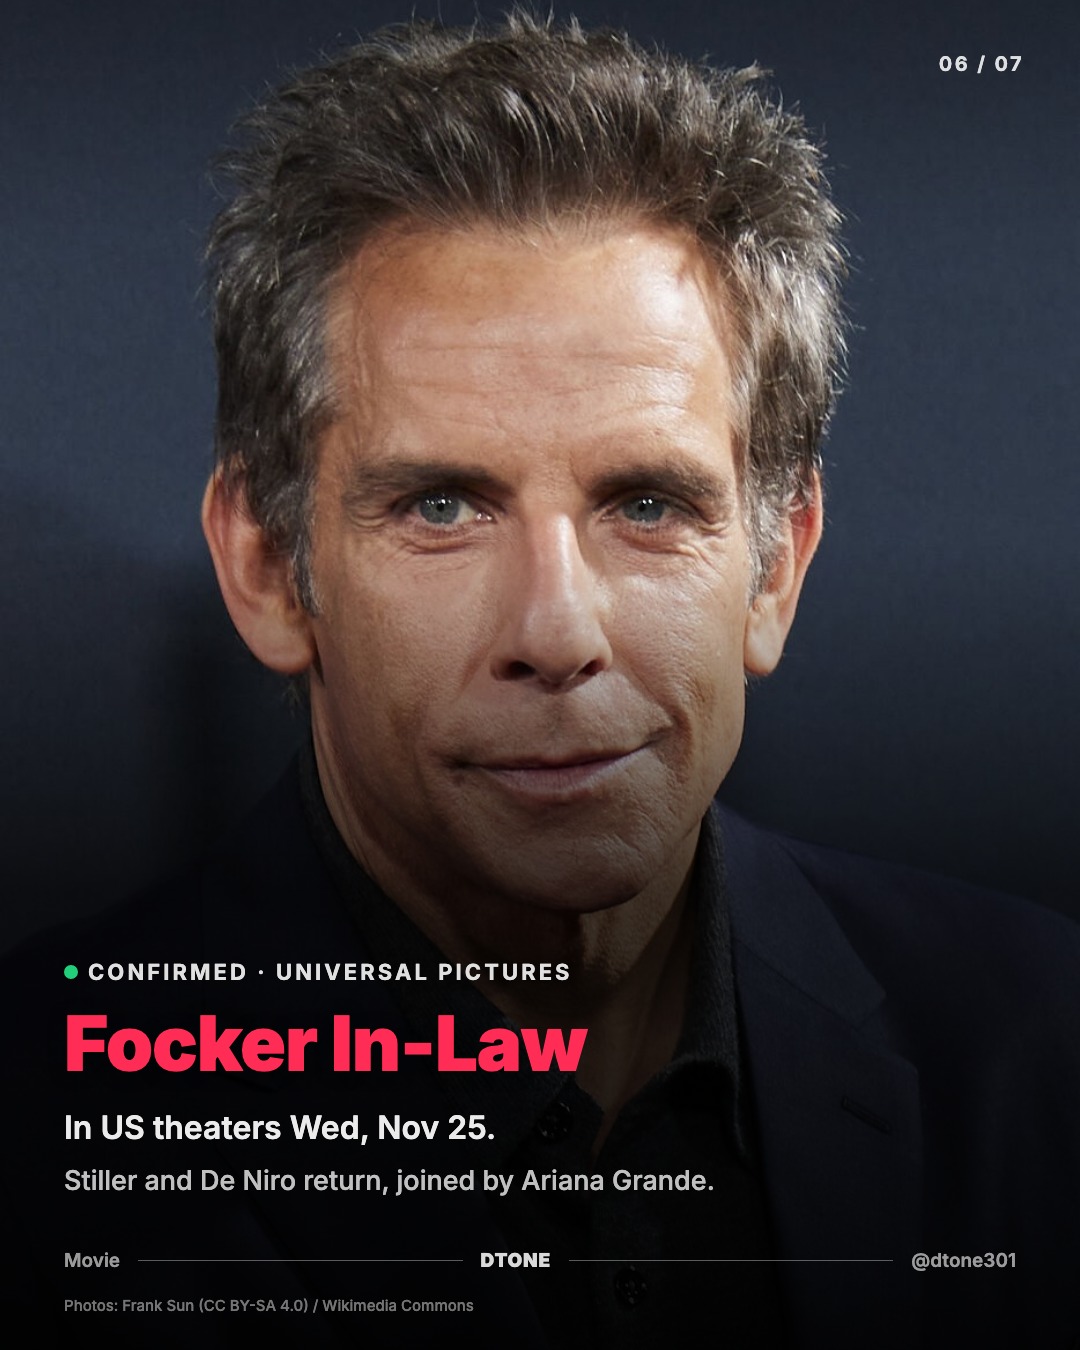 06 / 07
CONFIRMED · UNIVERSAL PICTURES
Focker In-Law
In US theaters Wed, Nov 25.
Stiller and De Niro return, joined by Ariana Grande.
Movie DTONE @dtone301
Photos: Frank Sun (CC BY-SA 4.0) / Wikimedia Commons